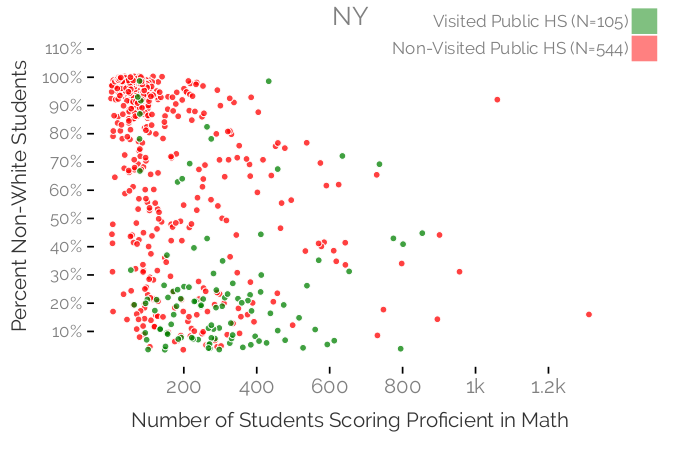 NY
Visited Public HS (N=105)
Non-Visited Public HS (N=544)
Percent Non-White Students
110%
100%
90%
80%
70%
60%
50%
40%
30%
20%
10%
200 400 600 800 1k 1.2k
Number of Students Scoring Proficient in Math